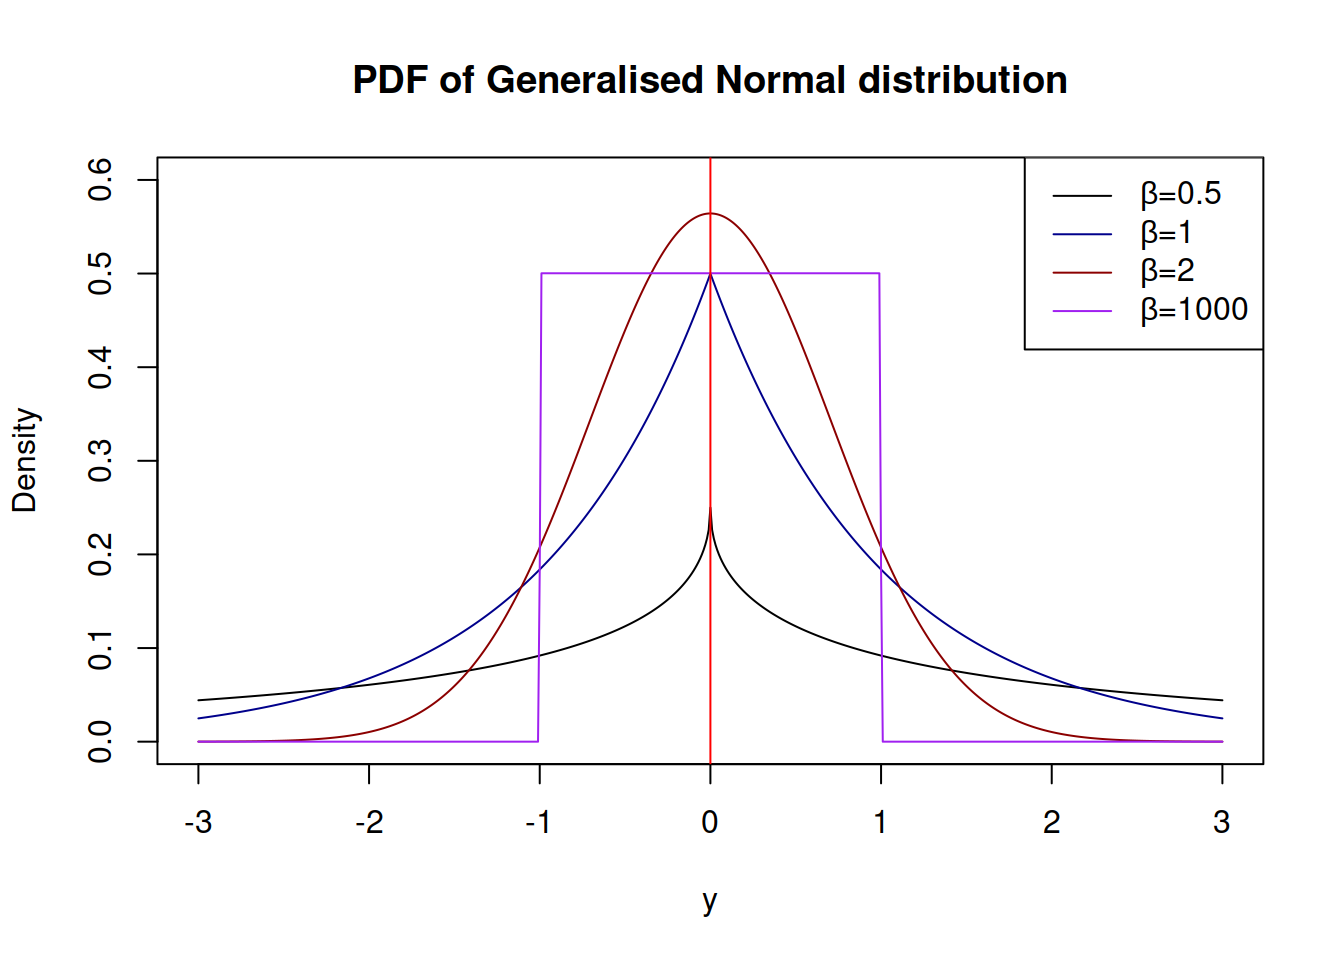 PDF of Generalised Normal distribution
β=0.5
β=1
β=2
β=1000
Density
0.6
0.5
0.4
0.3
0.2
0.1
0.0
-3 -2 -1 0 1 2 3
y